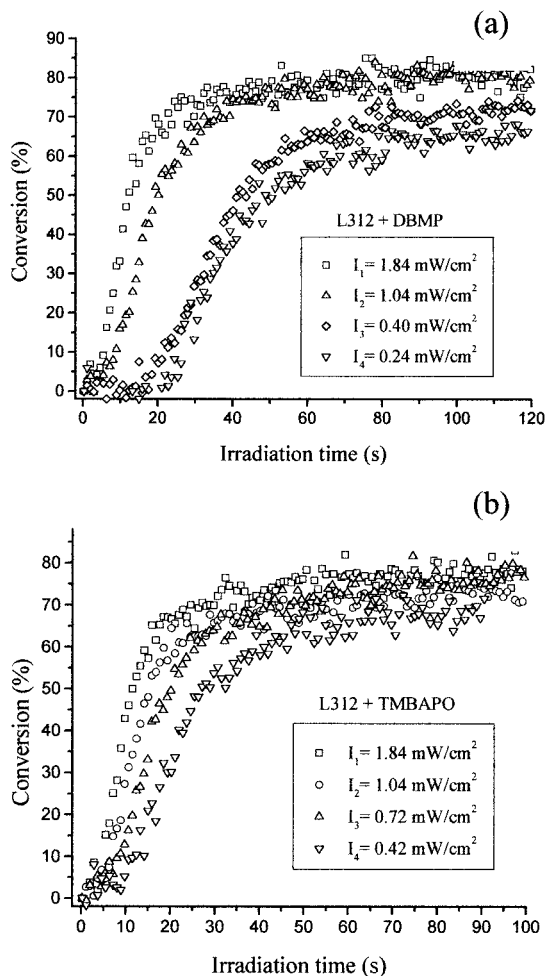 (a)
90
80
70
60
50
40
30
20
10
0
Conversion (%)
L312 + DBMP
I1= 1.84 mW/cm²
I2= 1.04 mW/cm²
I3= 0.40 mW/cm²
I4= 0.24 mW/cm²
0 20 40 60 80 100 120
Irradiation time (s)
(b)
80
70
60
50
40
30
20
10
0
Conversion (%)
L312 + TMBAPO
I1= 1.84 mW/cm²
I2= 1.04 mW/cm²
I3= 0.72 mW/cm²
I4= 0.42 mW/cm²
0 10 20 30 40 50 60 70 80 90 100
Irradiation time (s)